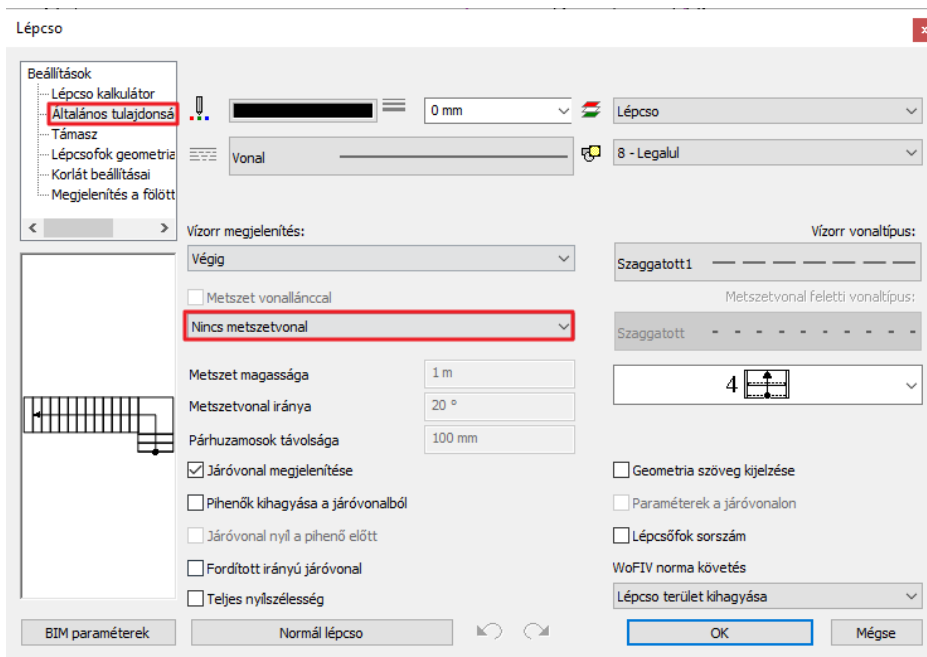 Lépcso
x
Beállítások
Lépcso kalkulátor
Általános tulajdonsá
Támasz
Lépcsofok geometria
Korlát beállításai
Megjelenítés a fölött
0 mm
Lépcso
Vonal
8 - Legalul
Vízorr megjelenítés:
Vízorr vonaltípus:
Végig
Szaggatott1
Metszet vonallánccal
Metszetvonal feletti vonaltípus:
Nincs metszetvonal
Szaggatott
Metszet magassága
1 m
4
Metszetvonal iránya
20 °
Párhuzamosok távolsága
100 mm
Járóvonal megjelenítése
Geometria szöveg kijelzése
Pihenők kihagyása a járóvonalból
Paraméterek a járóvonalon
Járóvonal nyíl a pihenő előtt
Lépcsőfok sorszám
Fordított irányú járóvonal
WoFIV norma követés
Teljes nyílszélesség
Lépcso terület kihagyása
BIM paraméterek
Normál lépcso
OK
Mégse